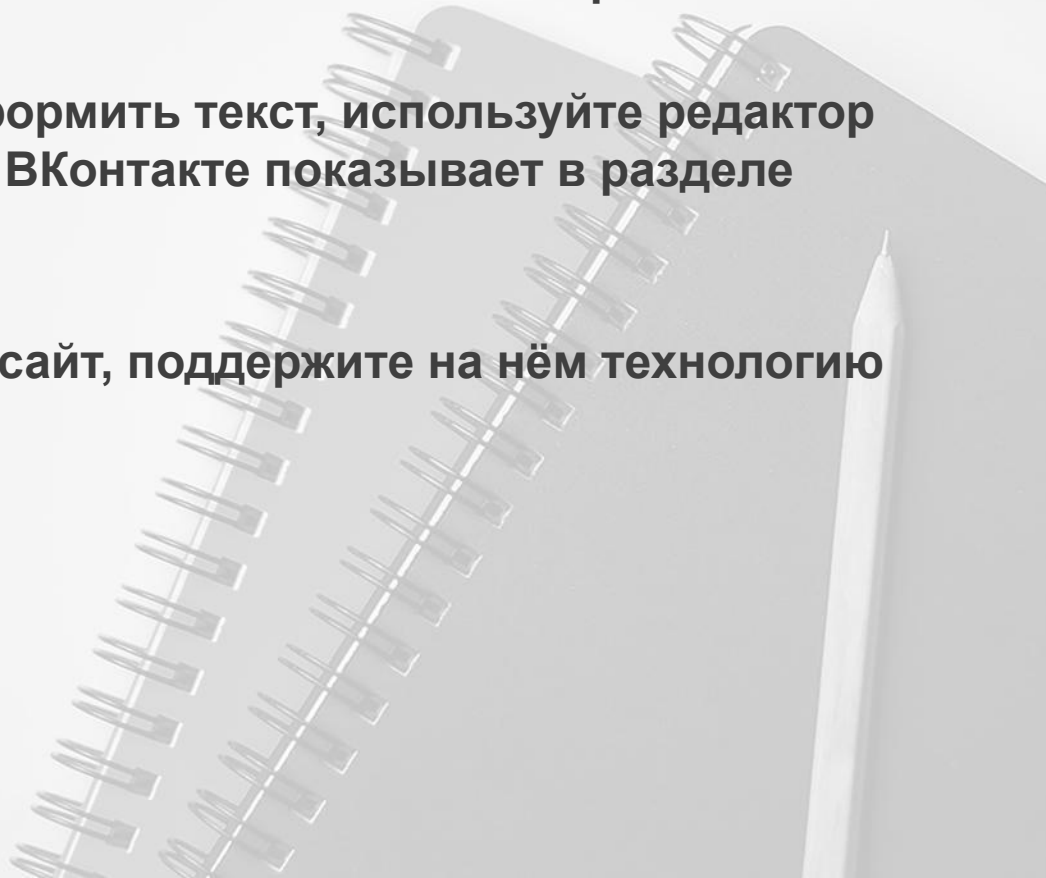 ормить текст, используйте редактор
ВКонтакте показывает в разделе
сайт, поддержите на нём технологию